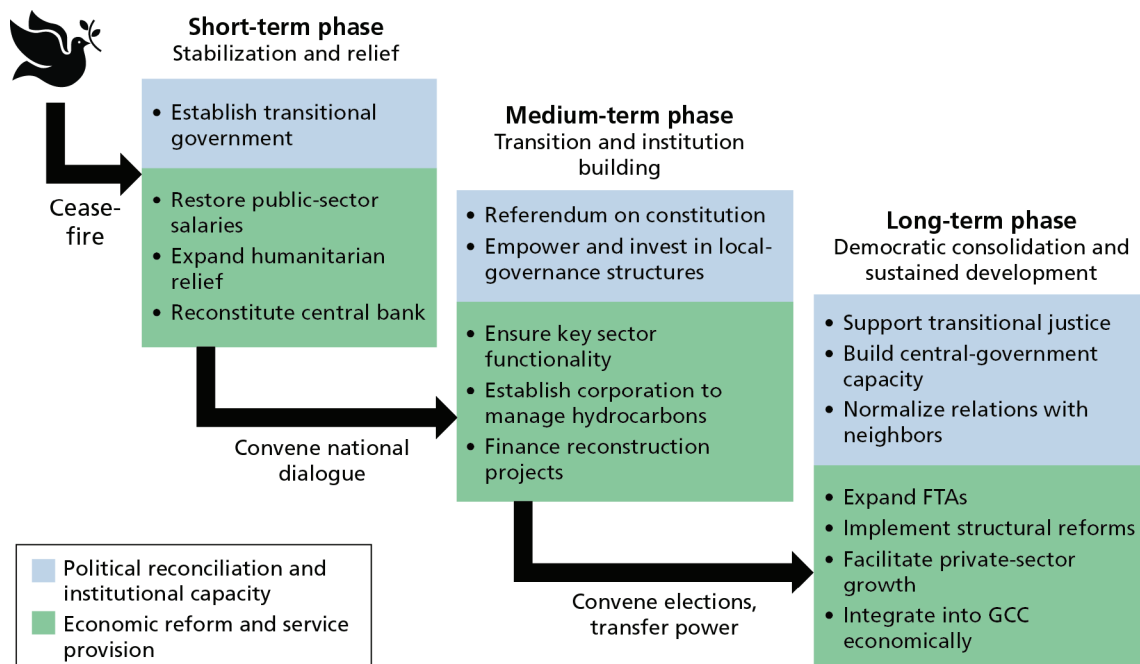 Short-term phase
Stabilization and relief
• Establish transitional
government
• Restore public-sector
salaries
• Expand humanitarian
relief
• Reconstitute central bank
Cease-
fire
Convene national
dialogue
Medium-term phase
Transition and institution
building
• Referendum on constitution
• Empower and invest in local-
governance structures
• Ensure key sector
functionality
• Establish corporation to
manage hydrocarbons
• Finance reconstruction
projects
Convene elections,
transfer power
Long-term phase
Democratic consolidation and
sustained development
• Support transitional justice
• Build central-government
capacity
• Normalize relations with
neighbors
• Expand FTAs
• Implement structural reforms
• Facilitate private-sector
growth
• Integrate into GCC
economically
Political reconciliation and
institutional capacity
Economic reform and service
provision